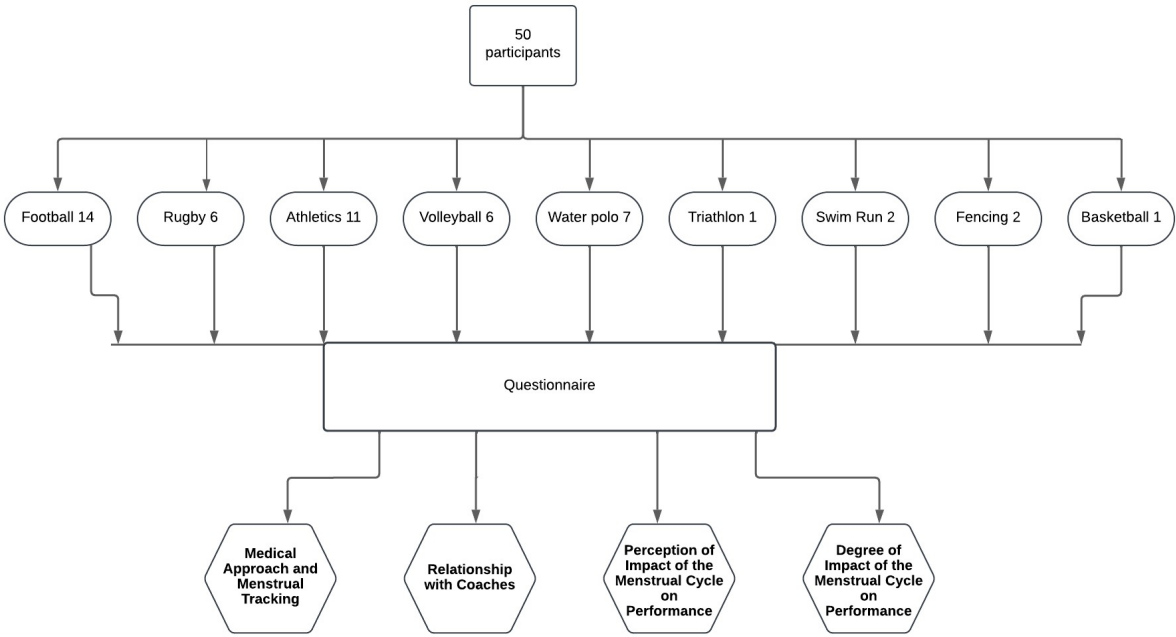 50
participants
Football 14
Rugby 6
Athletics 11
Volleyball 6
Water polo 7
Triathlon 1
Swim Run 2
Fencing 2
Basketball 1
Questionnaire
Medical
Approach and
Menstrual
Tracking
Relationship
with Coaches
Perception of
Impact of the
Menstrual Cycle
on
Performance
Degree of
Impact of the
Menstrual Cycle
on
Performance